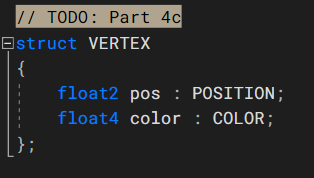 // TODO: Part 4c
struct VERTEX
{
    float2 pos : POSITION;
    float4 color : COLOR;
};